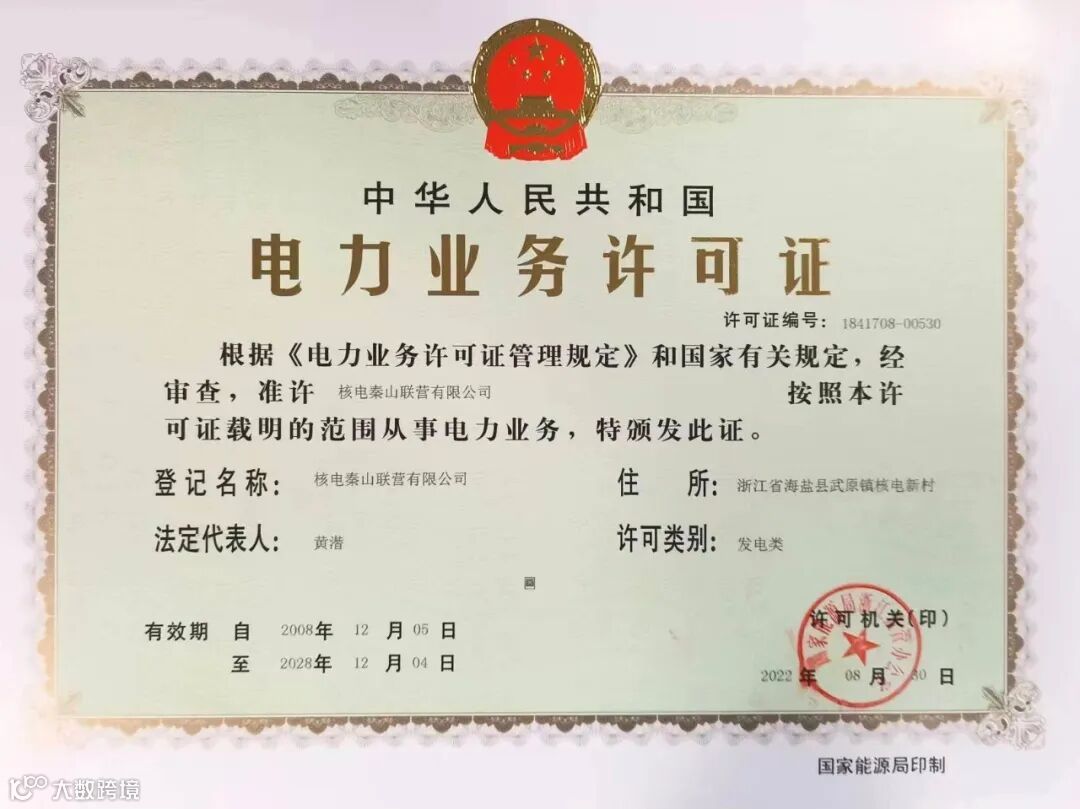 中华人民共和国
电力业务许可证
许可证编号: 1841708-00530
根据《电力业务许可证管理规定》和国家有关规定,经
审查,准许 核电秦山联营有限公司 按照本许
可证载明的范围从事电力业务,特颁发此证。
登记名称: 核电秦山联营有限公司 住 所: 浙江省海盐县武原镇核电新村
法定代表人: 黄潜 许可类别: 发电类
许可机关(印)
有效期 自 2008年 12 月 05 日
至 2028年 12 月 04 日
2022 年 08 月 30 日
国家能源局印制
大数跨境